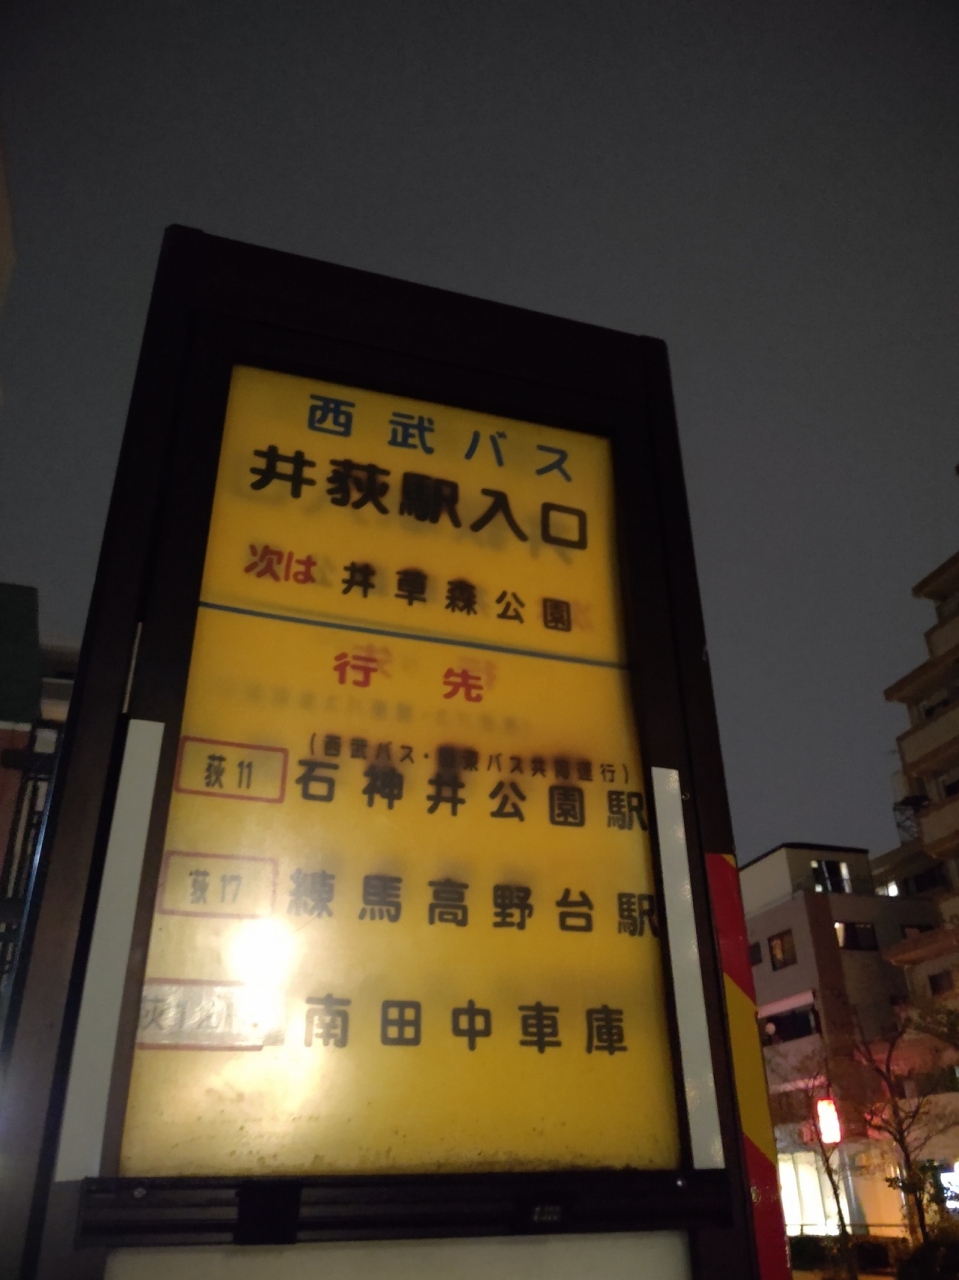 西武バス
井荻駅入口
次は 井草森公園
行先
(西武バス・関東バス共同運行)
荻11 石神井公園駅
荻17 練馬高野台駅
南田中車庫